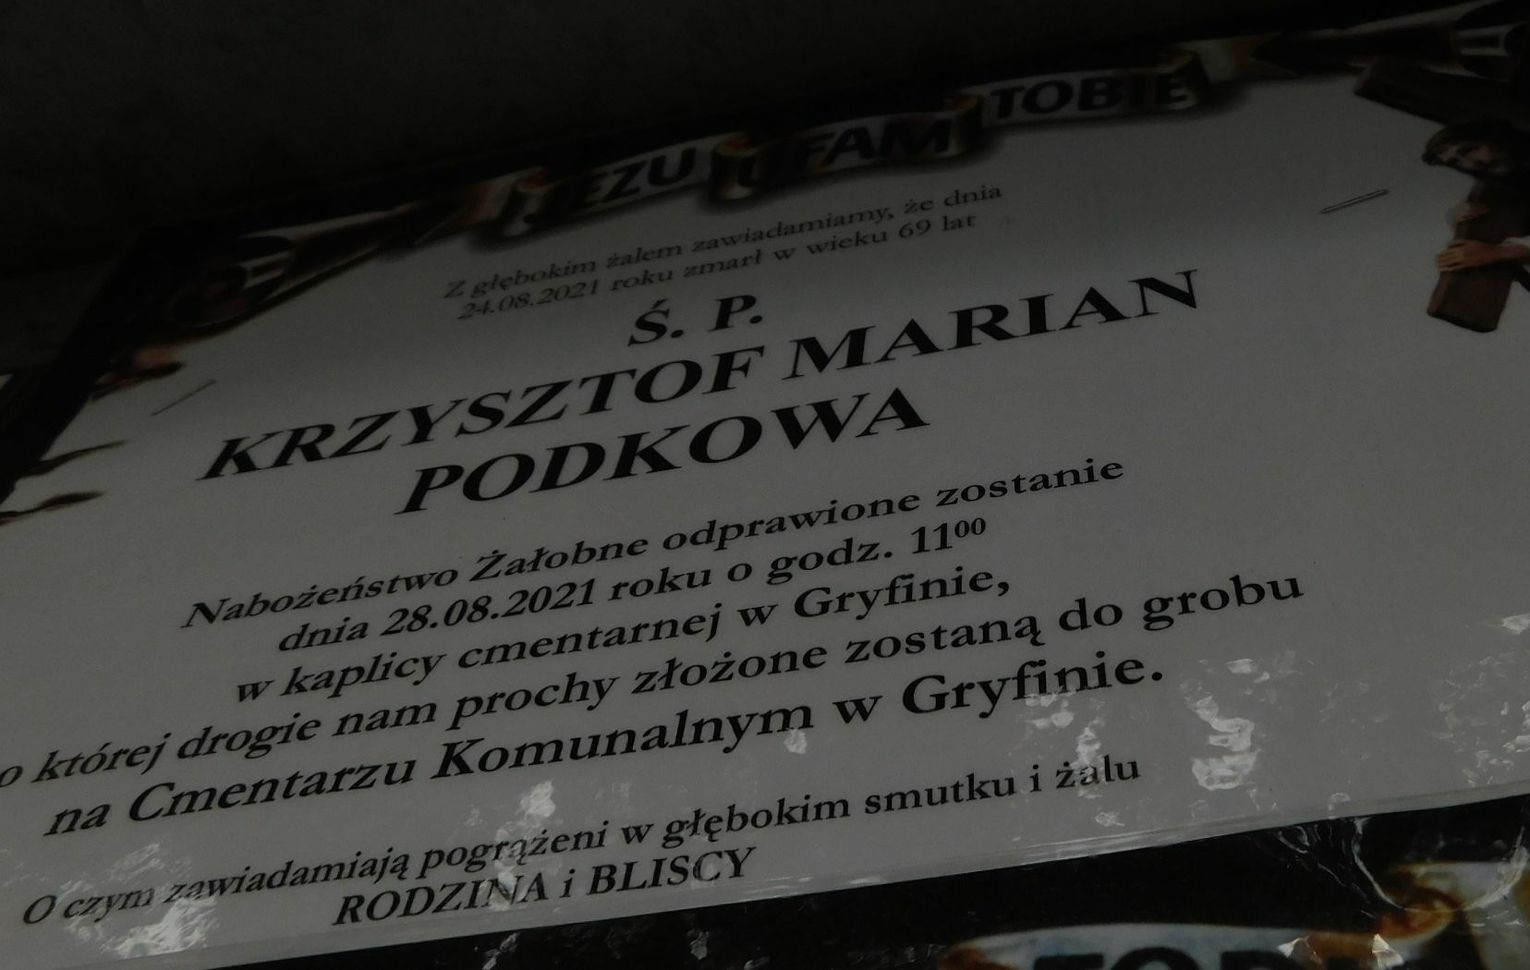 JEZU UFAM TOBIE
Z głębokim żalem zawiadamiamy, że dnia
24.08.2021 roku zmarł w wieku 69 lat
Ś. P.
KRZYSZTOF MARIAN
PODKOWA
Nabożeństwo Żałobne odprawione zostanie
dnia 28.08.2021 roku o godz. 11⁰⁰
w kaplicy cmentarnej w Gryfinie,
o której drogie nam prochy złożone zostaną do grobu
na Cmentarzu Komunalnym w Gryfinie.
O czym zawiadamiają pogrążeni w głębokim smutku i żalu
RODZINA i BLISCY